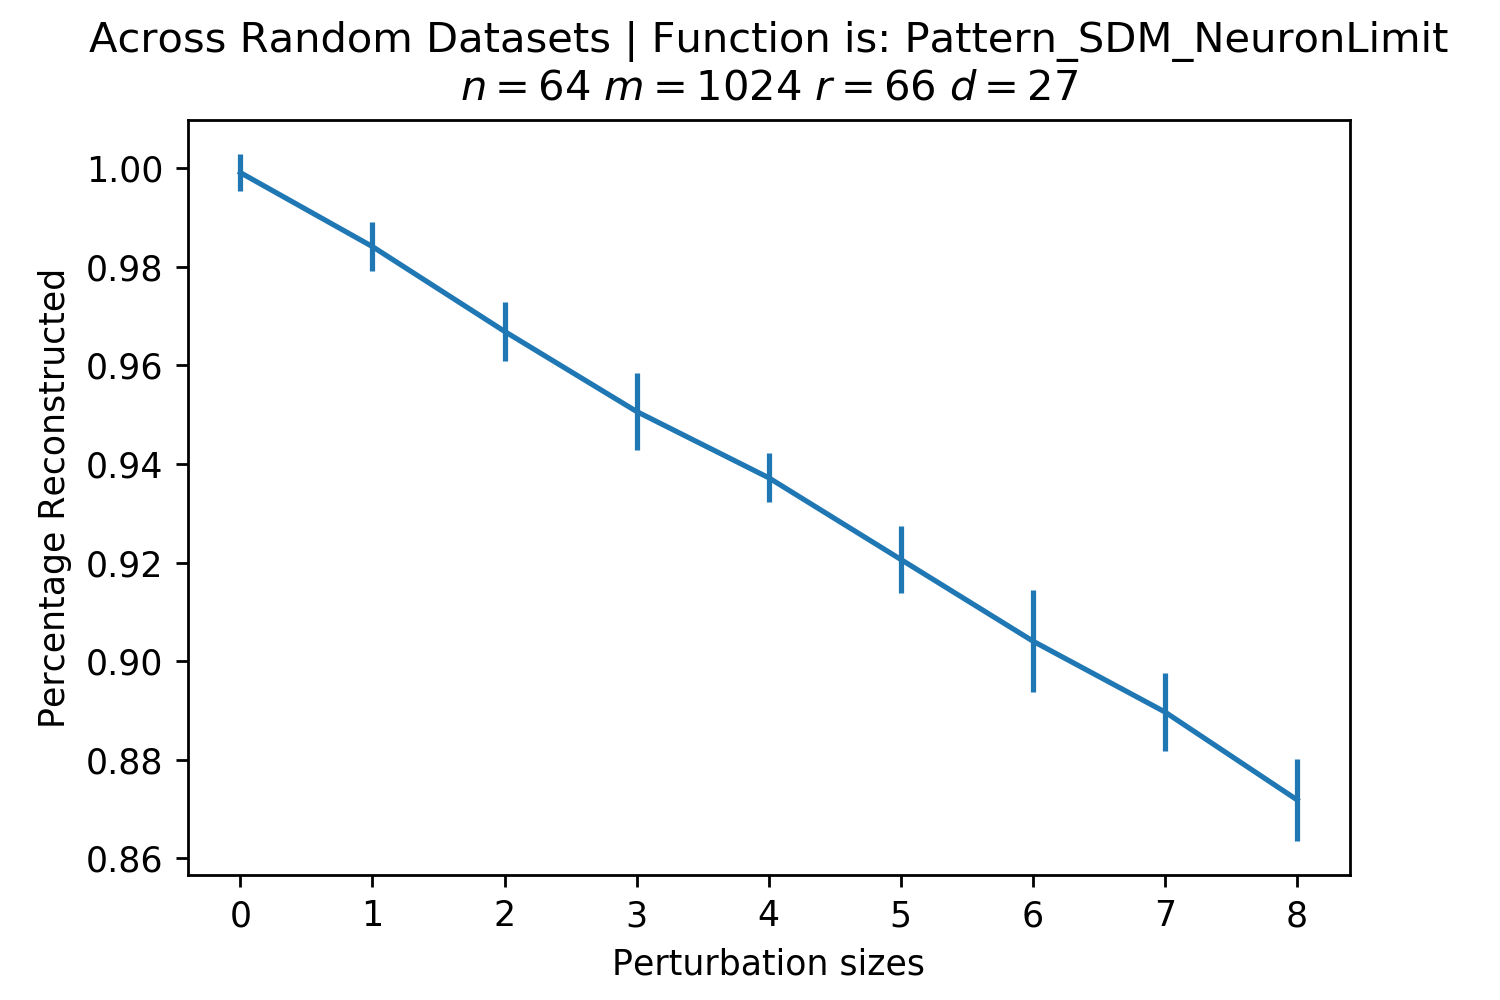 Across Random Datasets | Function is: Pattern_SDM_NeuronLimit
n = 64 m = 1024 r = 66 d = 27
Percentage Reconstructed
1.00
0.98
0.96
0.94
0.92
0.90
0.88
0.86
0 1 2 3 4 5 6 7 8
Perturbation sizes